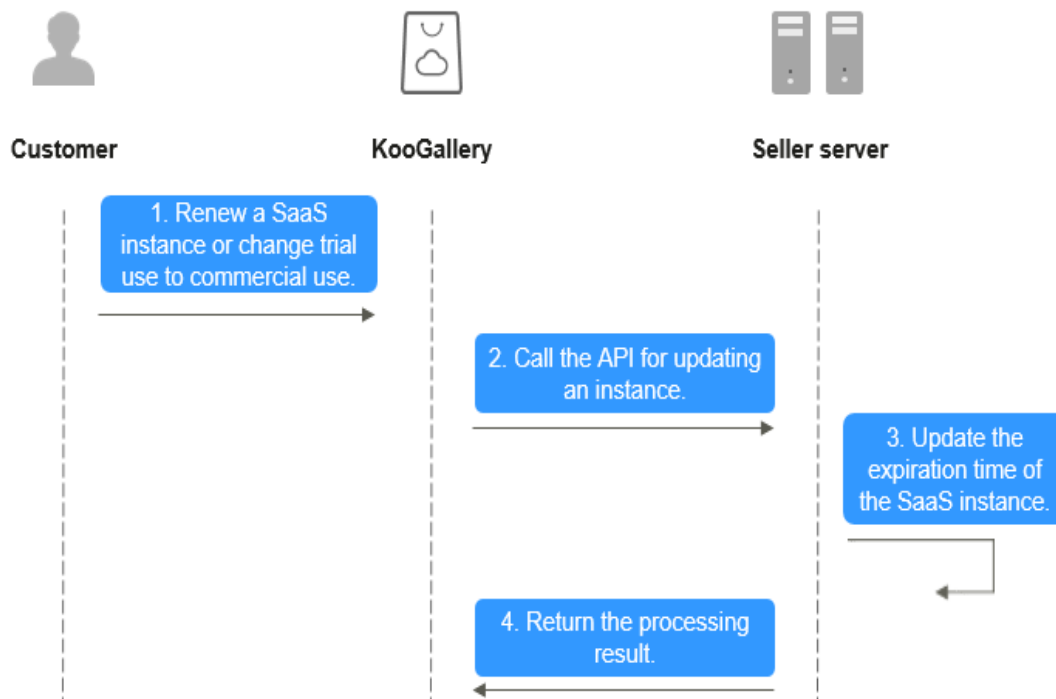 Customer
KooGallery
Seller server
1. Renew a SaaS
instance or change trial
use to commercial use.
2. Call the API for updating
an instance.
3. Update the
expiration time of
the SaaS instance.
4. Return the processing
result.